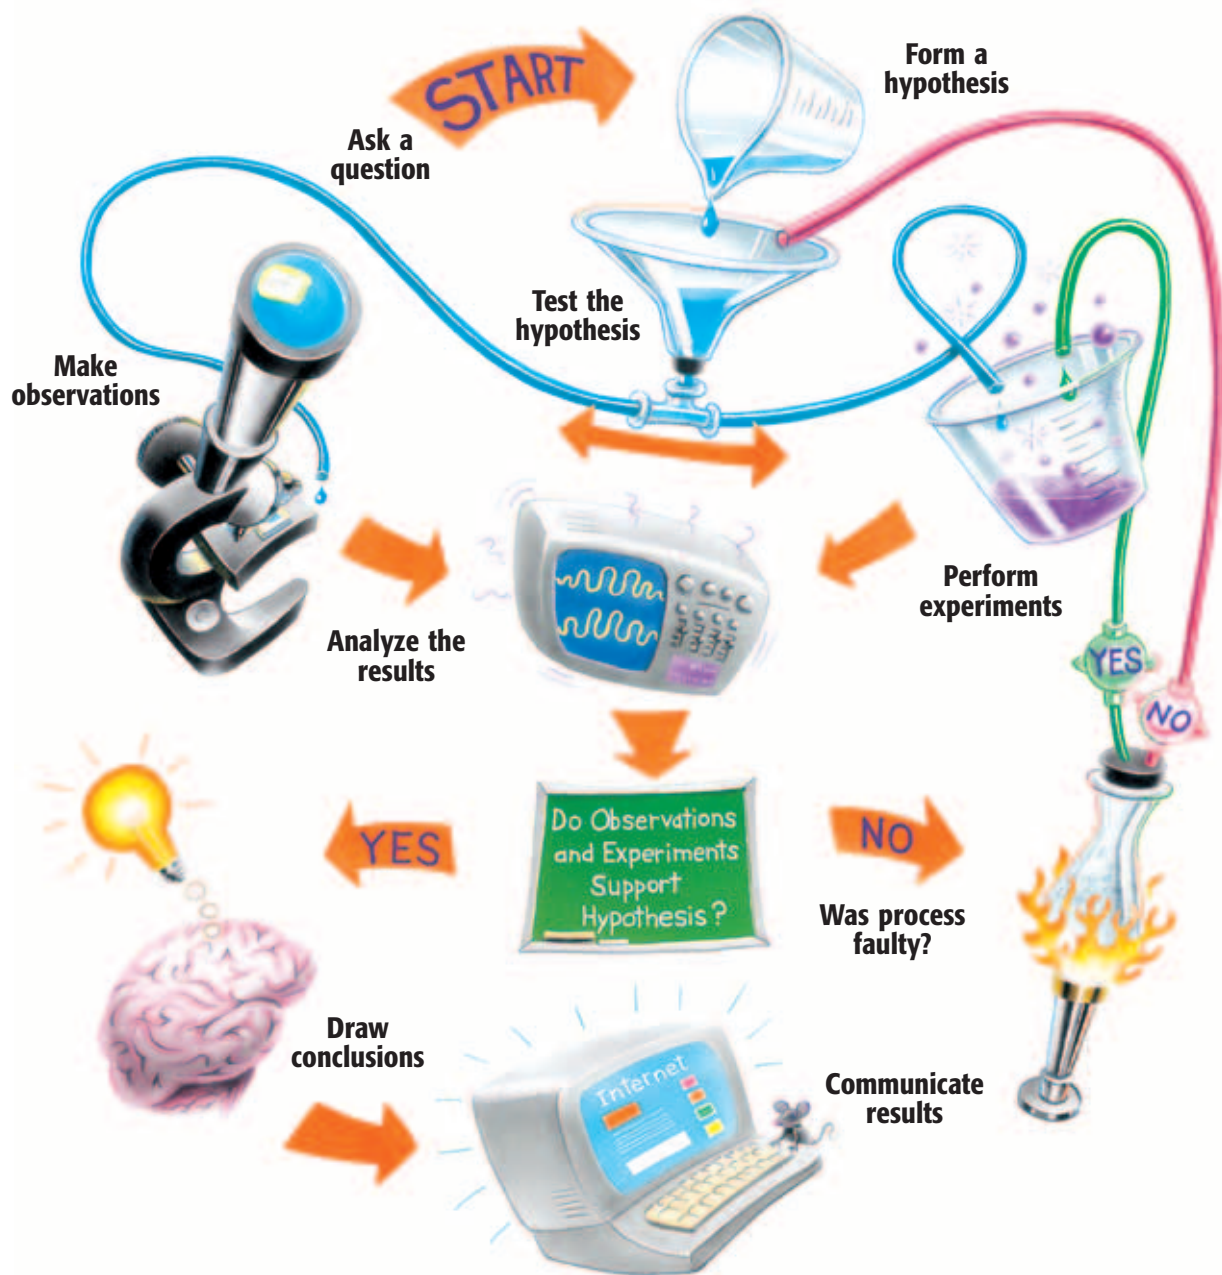 START
Form a
hypothesis
Ask a
question
Test the
hypothesis
Make
observations
Perform
experiments
Analyze the
results
YES
NO
YES
Do Observations
and Experiments
Support
Hypothesis?
NO
Was process
faulty?
Draw
conclusions
Internet
Communicate
results